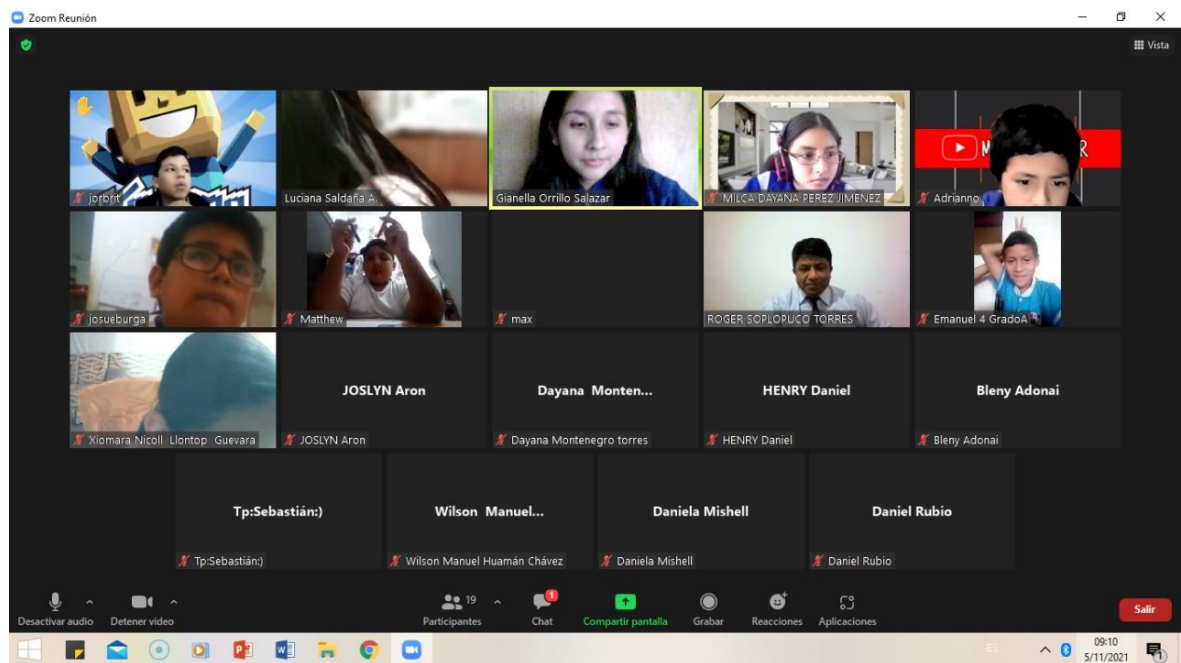 Zoom Reunión
Vista
jorbrit
Luciana Saldaña A.
Gianella Orrillo Salazar
MILCA DAYANA PEREZ JIMENEZ
Adrianno
josueburga
Matthew
max
ROGER SOPLOPUCO TORRES
Emanuel 4 GradoA
Xiomara Nicoll Llontop Guevara
JOSLYN Aron
JOSLYN Aron
Dayana Monten...
Dayana Montenegro torres
HENRY Daniel
HENRY Daniel
Bleny Adonai
Bleny Adonai
Tp:Sebastián:)
Tp:Sebastián:)
Wilson Manuel...
Wilson Manuel Huamán Chávez
Daniela Mishell
Daniela Mishell
Daniel Rubio
Daniel Rubio
Desactivar audio
Detener video
19
Participantes
1
Chat
Compartir pantalla
Grabar
Reacciones
Aplicaciones
Salir
ES
09:10
5/11/2021